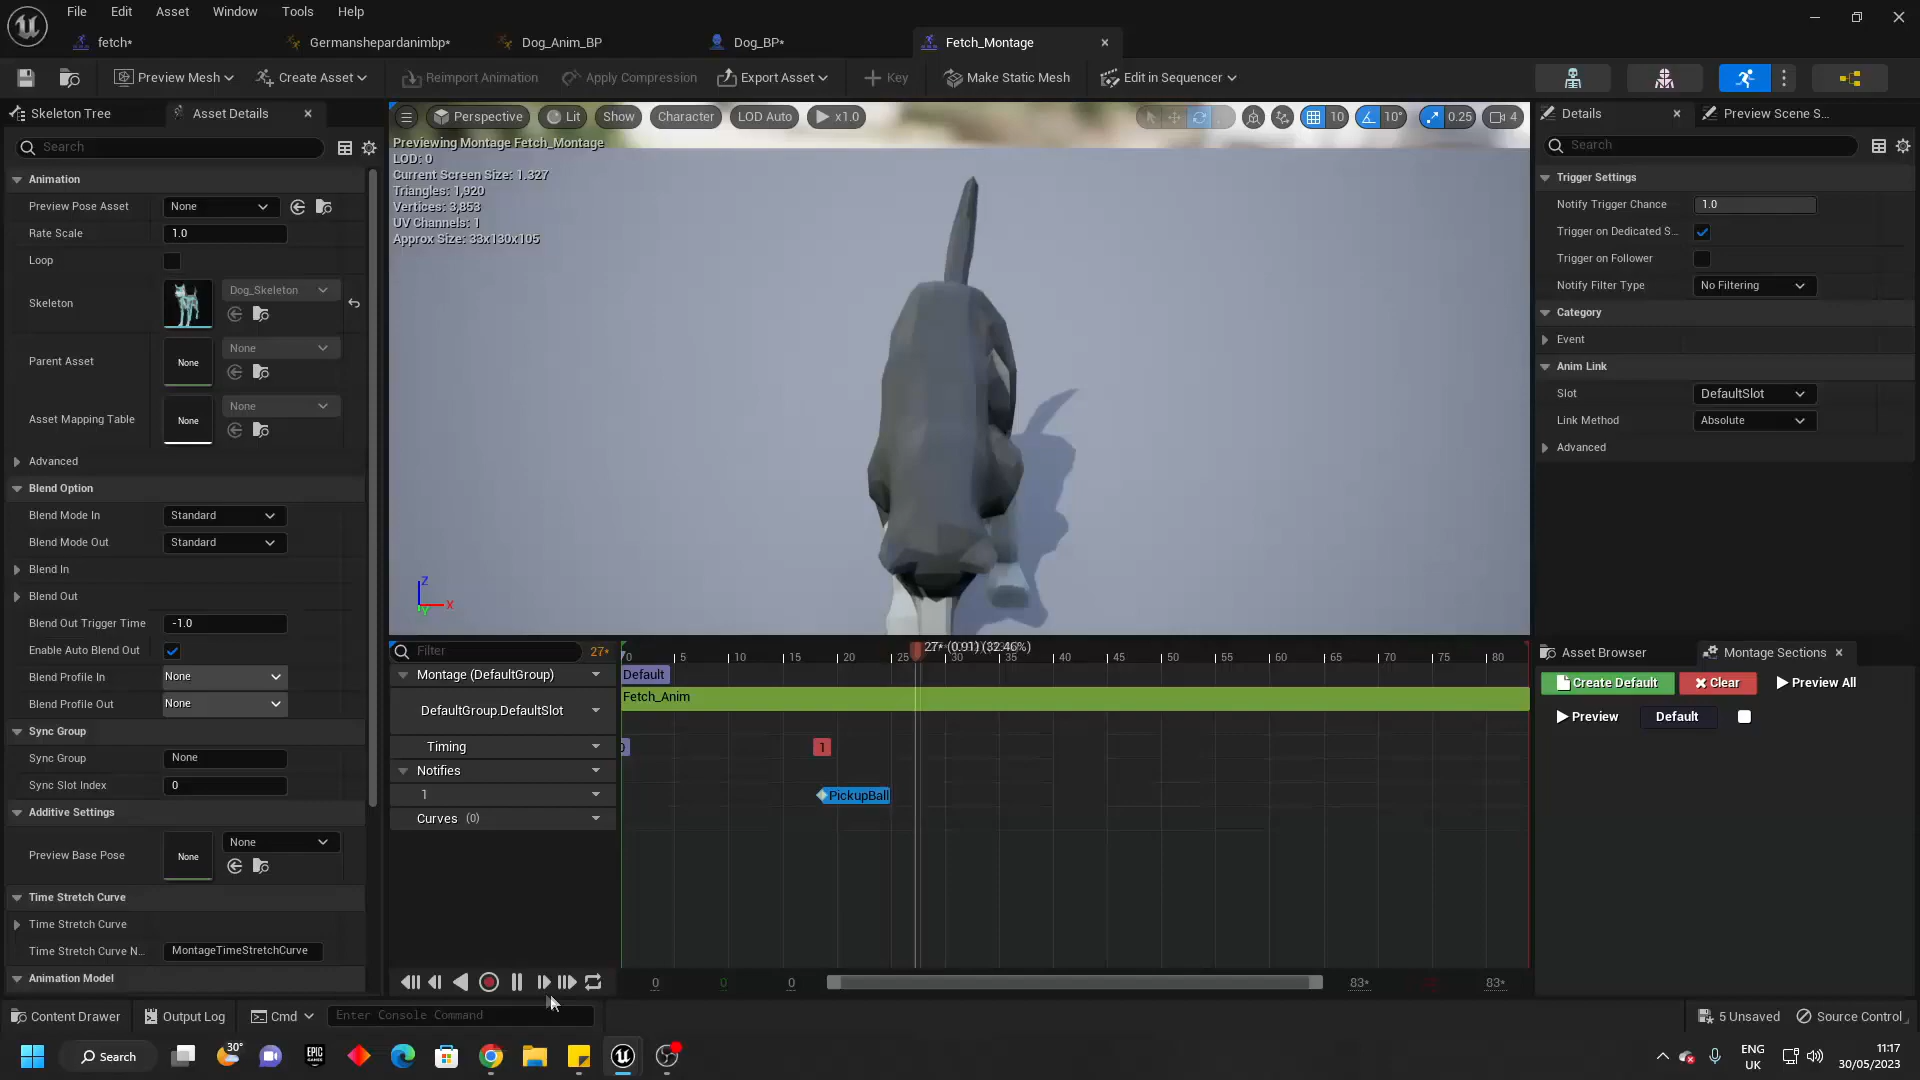 File Edit Asset Window Tools Help
fetch* Germanshepardanimbp* Dog_Anim_BP Dog_BP* Fetch_Montage
Preview Mesh Create Asset Reimport Animation Apply Compression Export Asset Key Make Static Mesh Edit in Sequencer
Skeleton Tree Asset Details
Search
Animation
Preview Pose Asset None
Rate Scale 1.0
Loop
Skeleton Dog_Skeleton
Parent Asset None None
Asset Mapping Table None None
Advanced
Blend Option
Blend Mode In Standard
Blend Mode Out Standard
Blend In
Blend Out
Blend Out Trigger Time -1.0
Enable Auto Blend Out
Blend Profile In None
Blend Profile Out None
Sync Group
Sync Group None
Sync Slot Index 0
Additive Settings
Preview Base Pose None None
Time Stretch Curve
Time Stretch Curve
Time Stretch Curve N... MontageTimeStretchCurve
Animation Model
Perspective Lit Show Character LOD Auto x1.0 10 10° 0.25 4
Previewing Montage Fetch_Montage
LOD: 0
Current Screen Size: 1.327
Triangles: 1,920
Vertices: 3,853
UV Channels: 1
Approx Size: 33x130x105
Z
X
Y
Filter 27*
27* (0.91) (32.46%)
0 5 10 15 20 25 30 35 40 45 50 55 60 65 70 75 80
Montage (DefaultGroup) Default
Fetch_Anim
DefaultGroup.DefaultSlot
Timing 1
Notifies
1 PickupBall
Curves (0)
0 0 0 83* 83*
Details Preview Scene S...
Search
Trigger Settings
Notify Trigger Chance 1.0
Trigger on Dedicated S...
Trigger on Follower
Notify Filter Type No Filtering
Category
Event
Anim Link
Slot DefaultSlot
Link Method Absolute
Advanced
Asset Browser Montage Sections
Create Default Clear Preview All
Preview Default
Content Drawer Output Log Cmd Enter Console Command 5 Unsaved Source Control
Search 30° EPIC GAMES ENG UK 11:17 30/05/2023